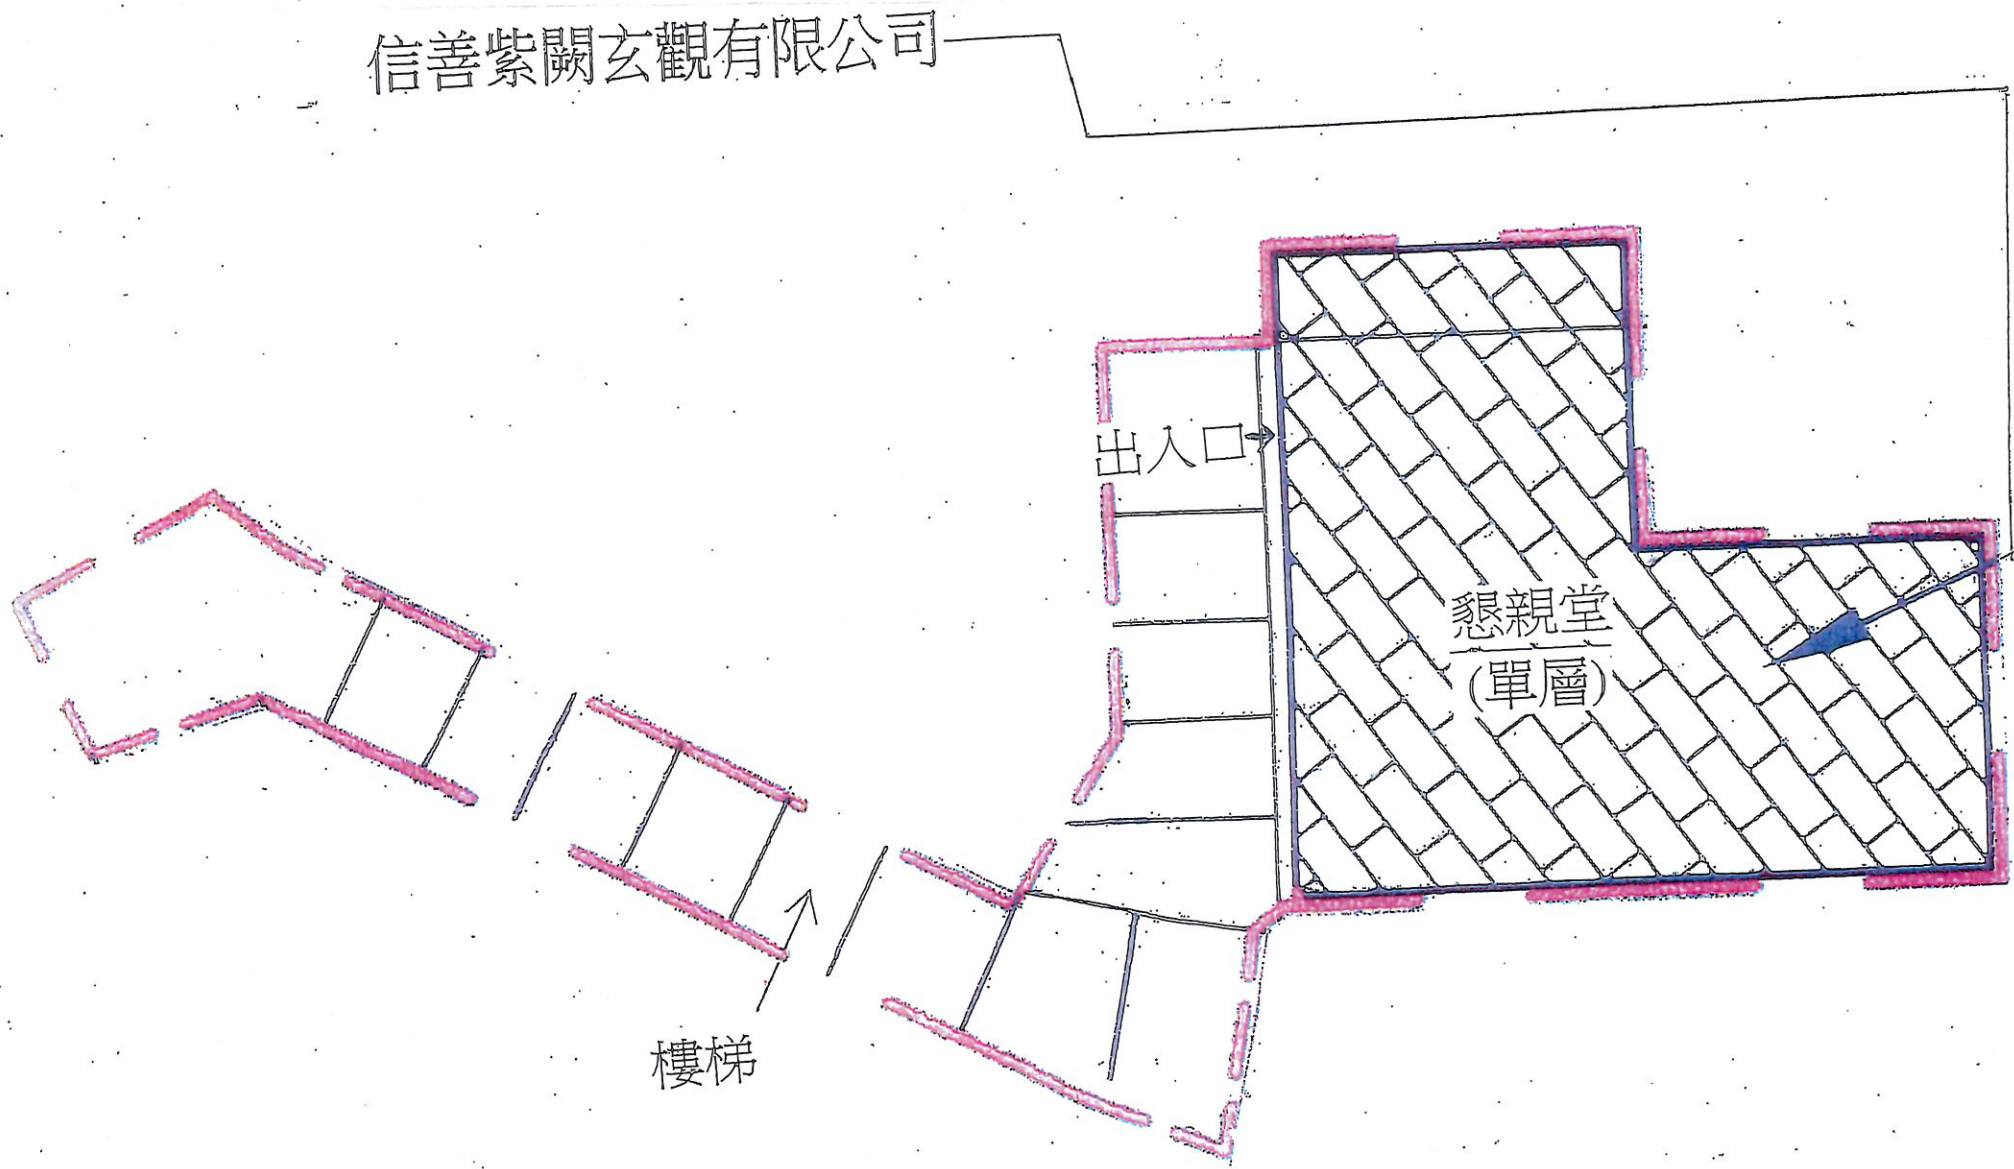 信善紫闕玄觀有限公司
出入口
懇親堂
(單層)
樓梯